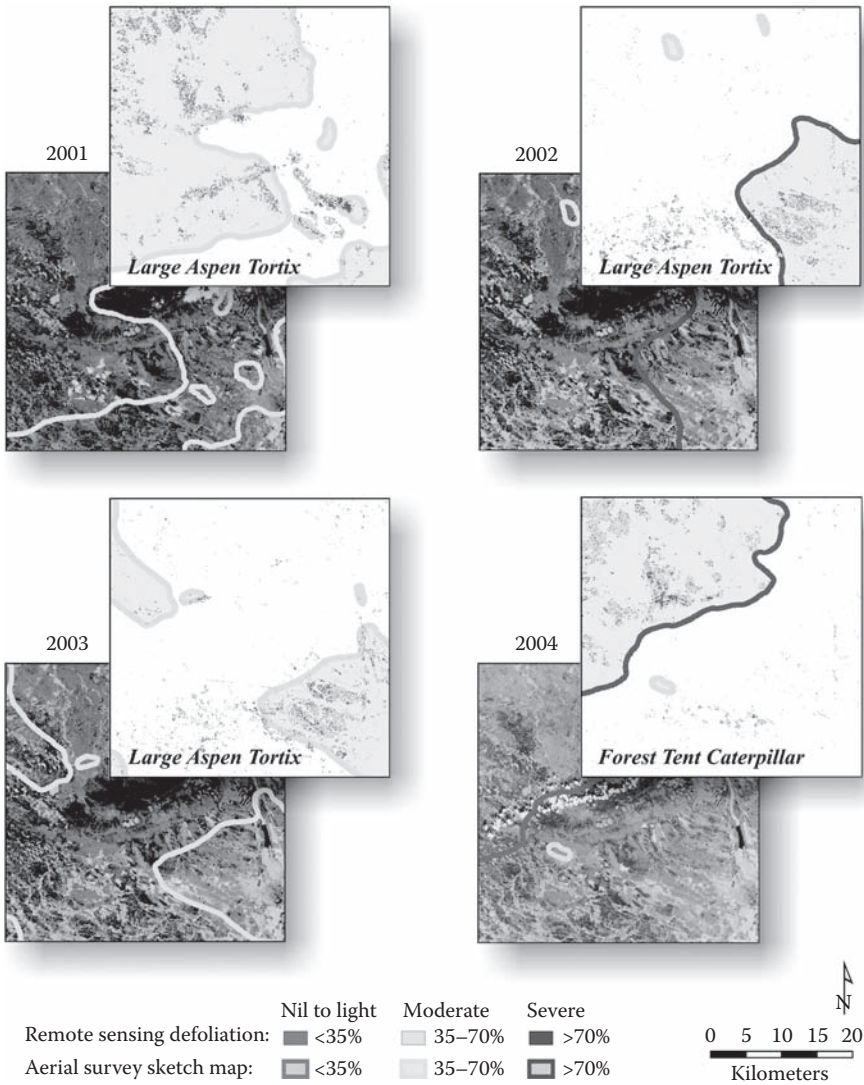 2001
Large Aspen Tortix
2002
Large Aspen Tortix
2003
Large Aspen Tortix
2004
Forest Tent Caterpillar
N
Nil to light Moderate Severe
Remote sensing defoliation: <35% 35–70% >70%
Aerial survey sketch map: <35% 35–70% >70%
0 5 10 15 20
Kilometers